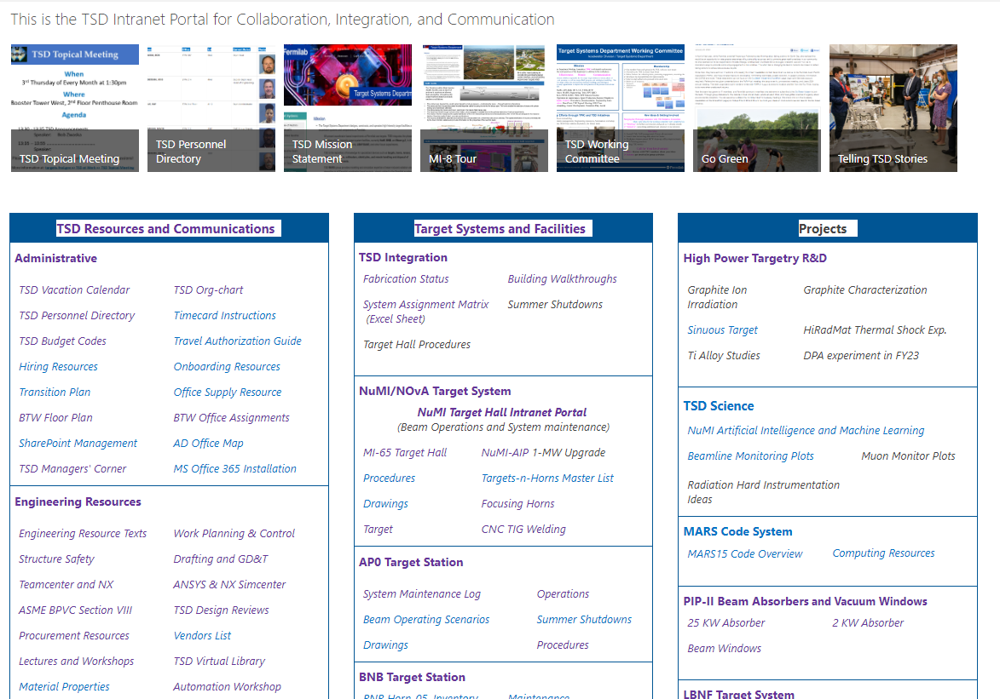 This is the TSD Intranet Portal for Collaboration, Integration, and Communication
TSD Topical Meeting
When
3rd Thursday of Every Month at 1:30pm
Where
Booster Tower West, 2nd Floor Penthouse Room
Agenda
TSD Topical Meeting
TSD Personnel
Directory
Fermilab
Target Systems Departm
Mission
TSD Mission
Statement
MI-8 Tour
Target Systems Department Working Committee
TSD Working
Committee
Go Green
Telling TSD Stories
TSD Resources and Communications
Administrative
TSD Vacation Calendar
TSD Org-chart
TSD Personnel Directory
Timecard Instructions
TSD Budget Codes
Travel Authorization Guide
Hiring Resources
Onboarding Resources
Transition Plan
Office Supply Resource
BTW Floor Plan
BTW Office Assignments
SharePoint Management
AD Office Map
TSD Managers' Corner
MS Office 365 Installation
Engineering Resources
Engineering Resource Texts
Work Planning & Control
Structure Safety
Drafting and GD&T
Teamcenter and NX
ANSYS & NX Simcenter
ASME BPVC Section VIII
TSD Design Reviews
Procurement Resources
Vendors List
Lectures and Workshops
TSD Virtual Library
Material Properties
Automation Workshop
Target Systems and Facilities
TSD Integration
Fabrication Status
Building Walkthroughs
System Assignment Matrix
(Excel Sheet)
Summer Shutdowns
Target Hall Procedures
NuMI/NOvA Target System
NuMI Target Hall Intranet Portal
(Beam Operations and System maintenance)
MI-65 Target Hall
NuMI-AIP 1-MW Upgrade
Procedures
Targets-n-Horns Master List
Drawings
Focusing Horns
Target
CNC TIG Welding
AP0 Target Station
System Maintenance Log
Operations
Beam Operating Scenarios
Summer Shutdowns
Drawings
Procedures
BNB Target Station
BNB Horn-05, Inventory
Maintenance
Projects
High Power Targetry R&D
Graphite Ion
Irradiation
Graphite Characterization
Sinuous Target
HiRadMat Thermal Shock Exp.
Ti Alloy Studies
DPA experiment in FY23
TSD Science
NuMI Artificial Intelligence and Machine Learning
Beamline Monitoring Plots
Muon Monitor Plots
Radiation Hard Instrumentation
Ideas
MARS Code System
MARS15 Code Overview
Computing Resources
PIP-II Beam Absorbers and Vacuum Windows
25 KW Absorber
2 KW Absorber
Beam Windows
LBNF Target System